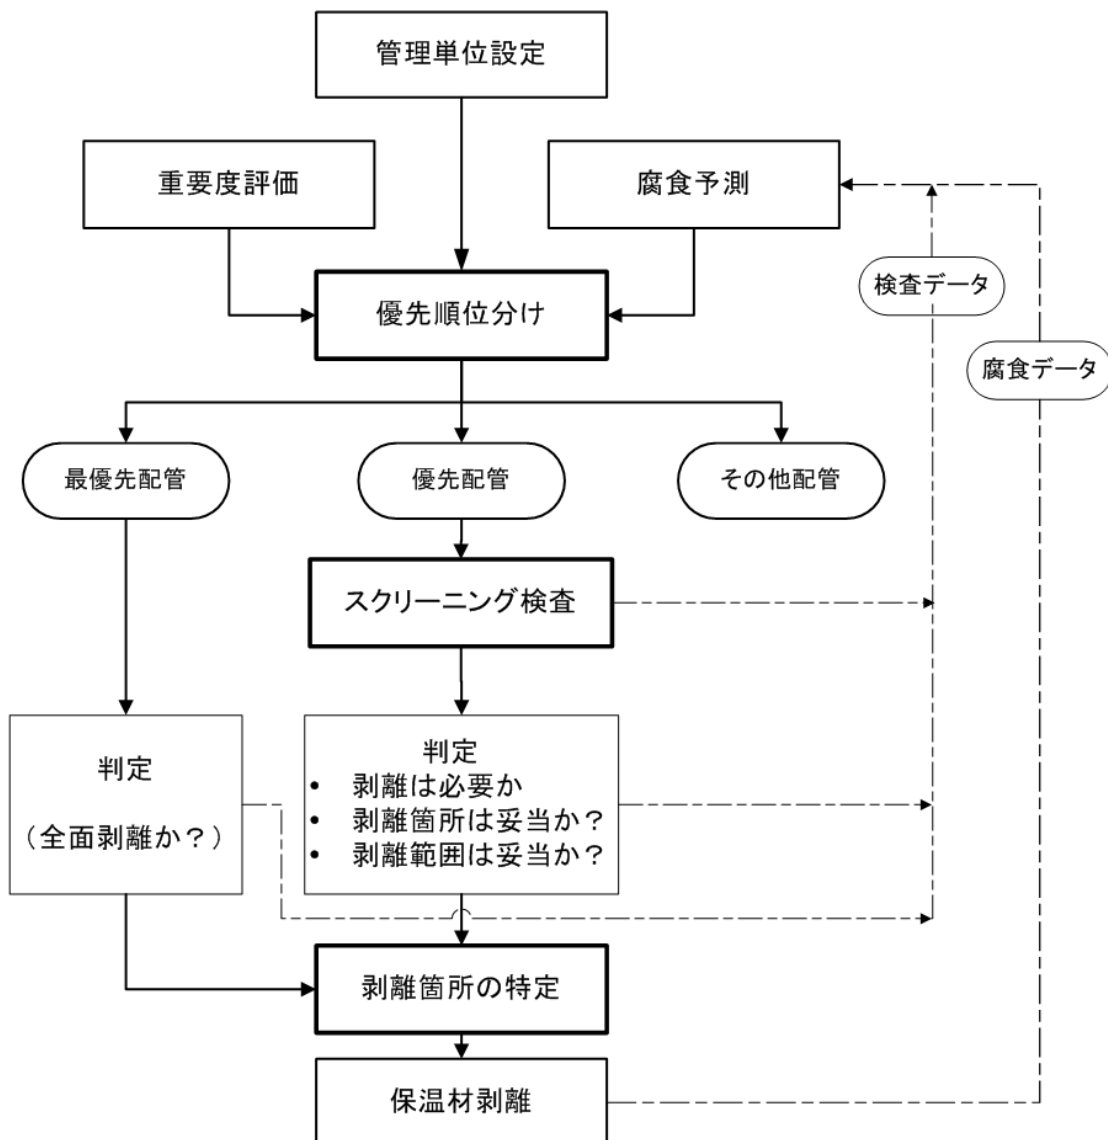 管理単位設定
重要度評価
腐食予測
検査データ
優先順位分け
腐食データ
最優先配管
優先配管
その他配管
スクリーニング検査
判定
（全面剥離か？）
判定
• 剥離は必要か
• 剥離箇所は妥当か？
• 剥離範囲は妥当か？
剥離箇所の特定
保温材剥離